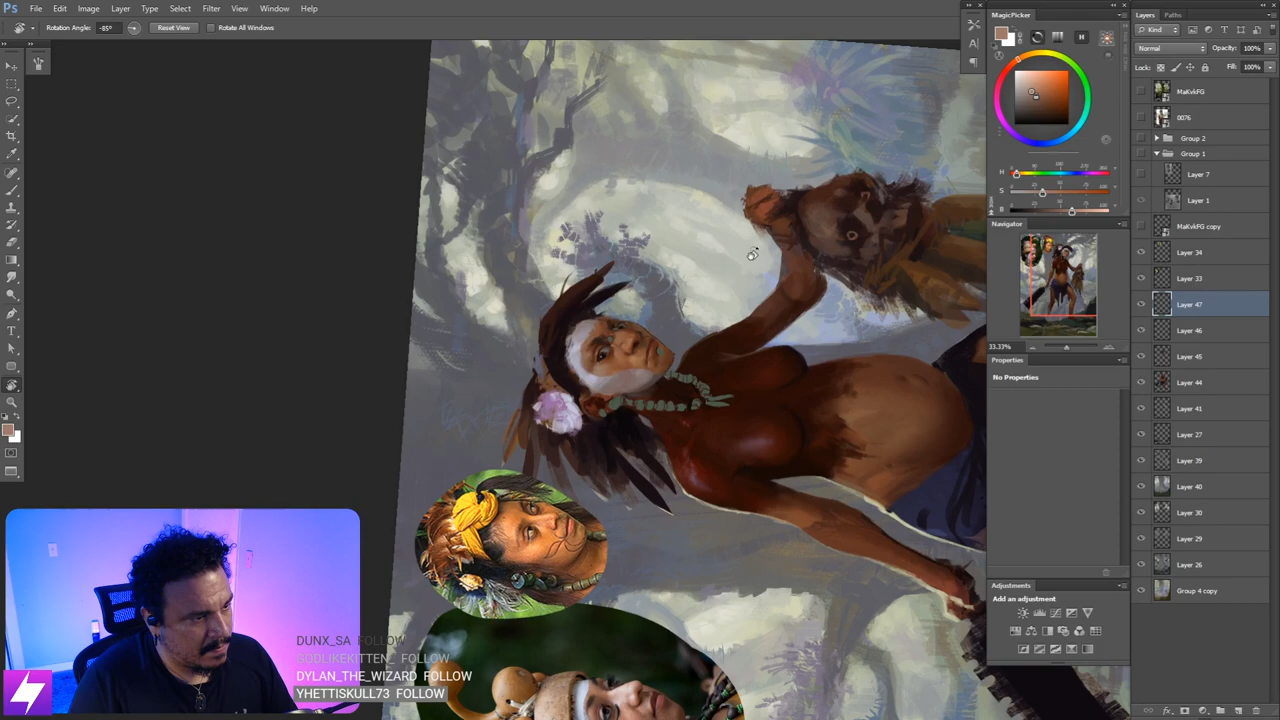 Ps File Edit Image Layer Type Select Filter View Window Help
Rotation Angle: -85° Reset View Rotate All Windows
MagicPicker
H
H
S
B
Navigator
33.33%
Properties
No Properties
Adjustments
Add an adjustment
Layers Paths
Kind
Normal Opacity: 100%
Lock: Fill: 100%
MaKvkFG
0076
Group 2
Group 1
Layer 7
Layer 1
MaKvkFG copy
Layer 34
Layer 33
Layer 47
Layer 46
Layer 45
Layer 44
Layer 41
Layer 27
Layer 39
Layer 40
Layer 30
Layer 29
Layer 26
Group 4 copy
fx
DUNX_SA FOLLOW
GODLIKEKITTEN_ FOLLOW
DYLAN_THE_WIZARD FOLLOW
YHETTISKULL73 FOLLOW